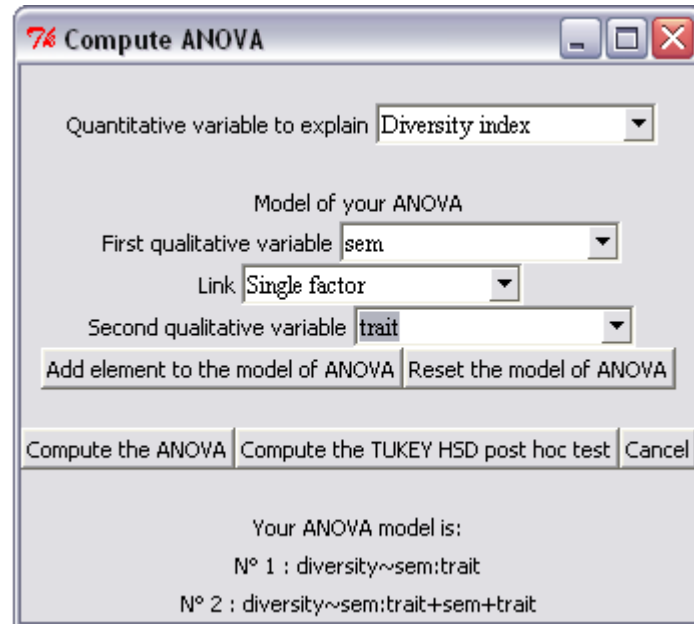 Compute ANOVA
Quantitative variable to explain Diversity index
Model of your ANOVA
First qualitative variable sem
Link Single factor
Second qualitative variable trait
Add element to the model of ANOVA Reset the model of ANOVA
Compute the ANOVA Compute the TUKEY HSD post hoc test Cancel
Your ANOVA model is:
N° 1 : diversity~sem:trait
N° 2 : diversity~sem:trait+sem+trait